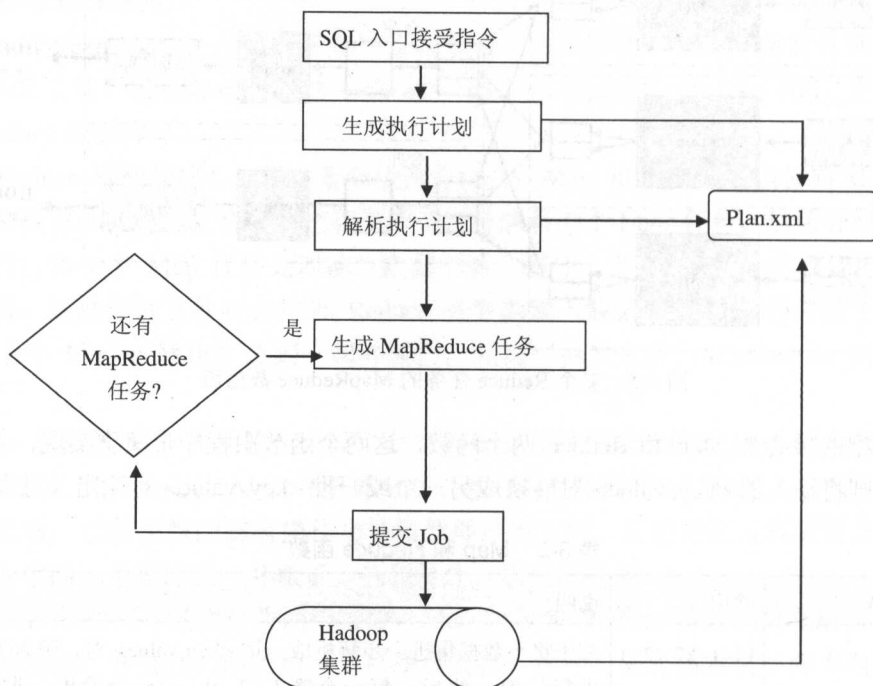 SQL 入口接受指令
生成执行计划
解析执行计划
Plan.xml
还有
MapReduce
任务?
是
生成 MapReduce 任务
提交 Job
Hadoop
集群